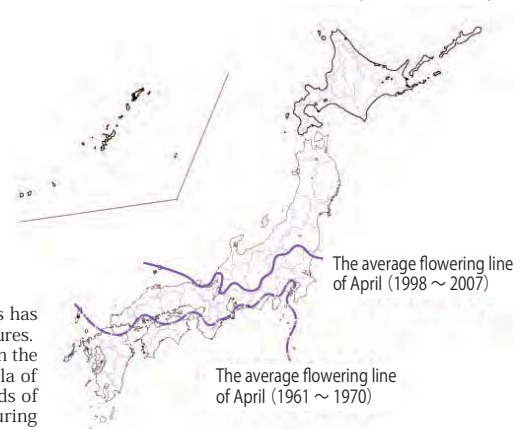 The average flowering line
of April (1998 ~ 2007)
s has
ures.
n the
la of
ds of
uring
The average flowering line
of April (1961 ~ 1970)